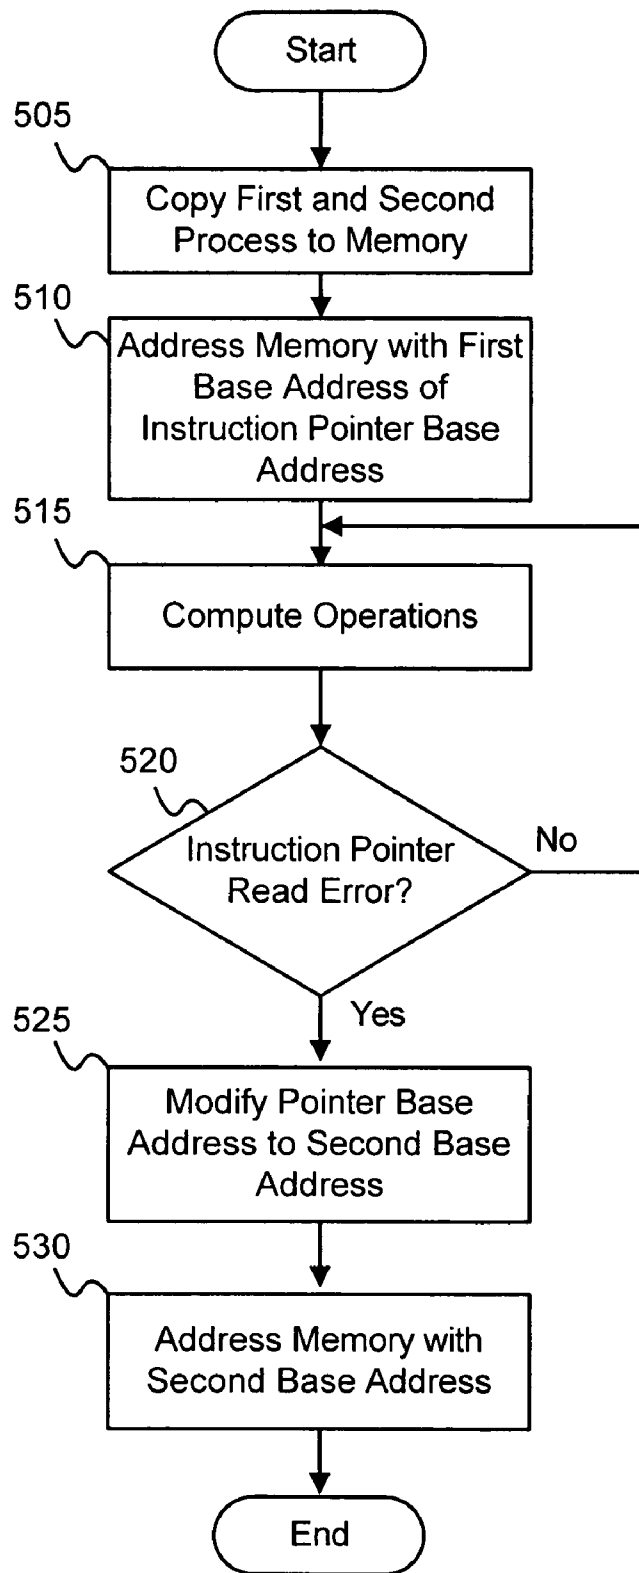 Start
505
Copy First and Second
Process to Memory
510
Address Memory with First
Base Address of
Instruction Pointer Base
Address
515
Compute Operations
520
Instruction Pointer
Read Error?
No
Yes
525
Modify Pointer Base
Address to Second Base
Address
530
Address Memory with
Second Base Address
End